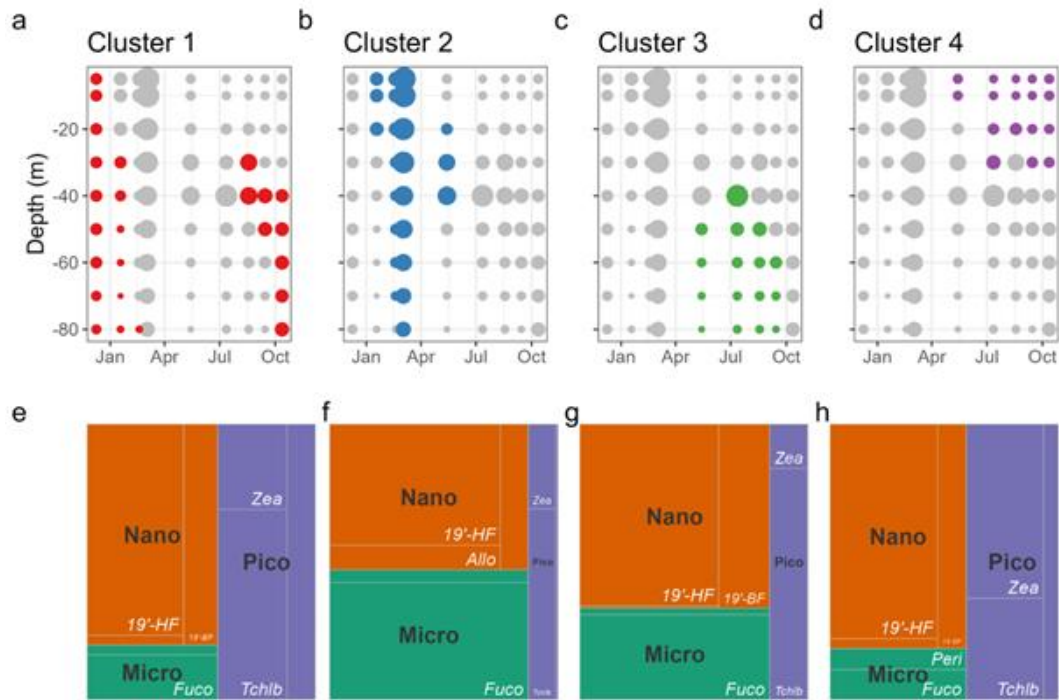 a
b
c
d
Cluster 1
Cluster 2
Cluster 3
Cluster 4
Depth (m)
-20
-40
-60
-80
Jan Apr Jul Oct
Jan Apr Jul Oct
Jan Apr Jul Oct
Jan Apr Jul Oct
e
f
g
h
Nano
19'-HF
19'-BF
Micro
Fuco
Zea
Pico
Tchlb
Nano
19'-HF
Allo
Micro
Fuco
Zea
Pico
Nano
19'-HF
19'-BF
Micro
Fuco
Zea
Pico
Tchlb
Nano
19'-HF
Peri
Micro
Fuco
Pico
Zea
Tchlb